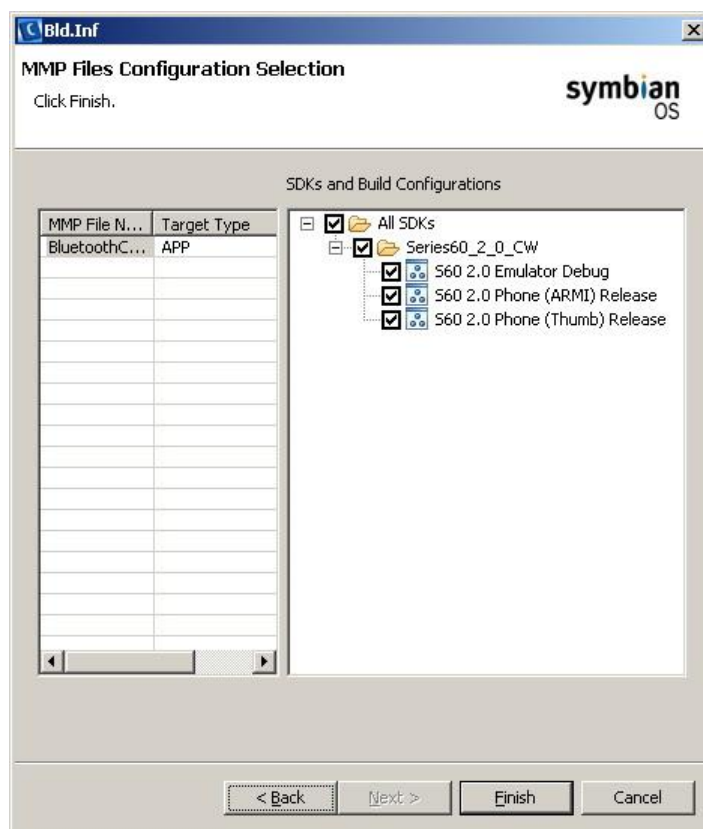 Bld.Inf
MMP Files Configuration Selection
Click Finish.
symbian
OS
SDKs and Build Configurations
MMP File N... Target Type
BluetoothC... APP
All SDKs
Series60_2_0_CW
S60 2.0 Emulator Debug
S60 2.0 Phone (ARMI) Release
S60 2.0 Phone (Thumb) Release
< Back Next > Finish Cancel